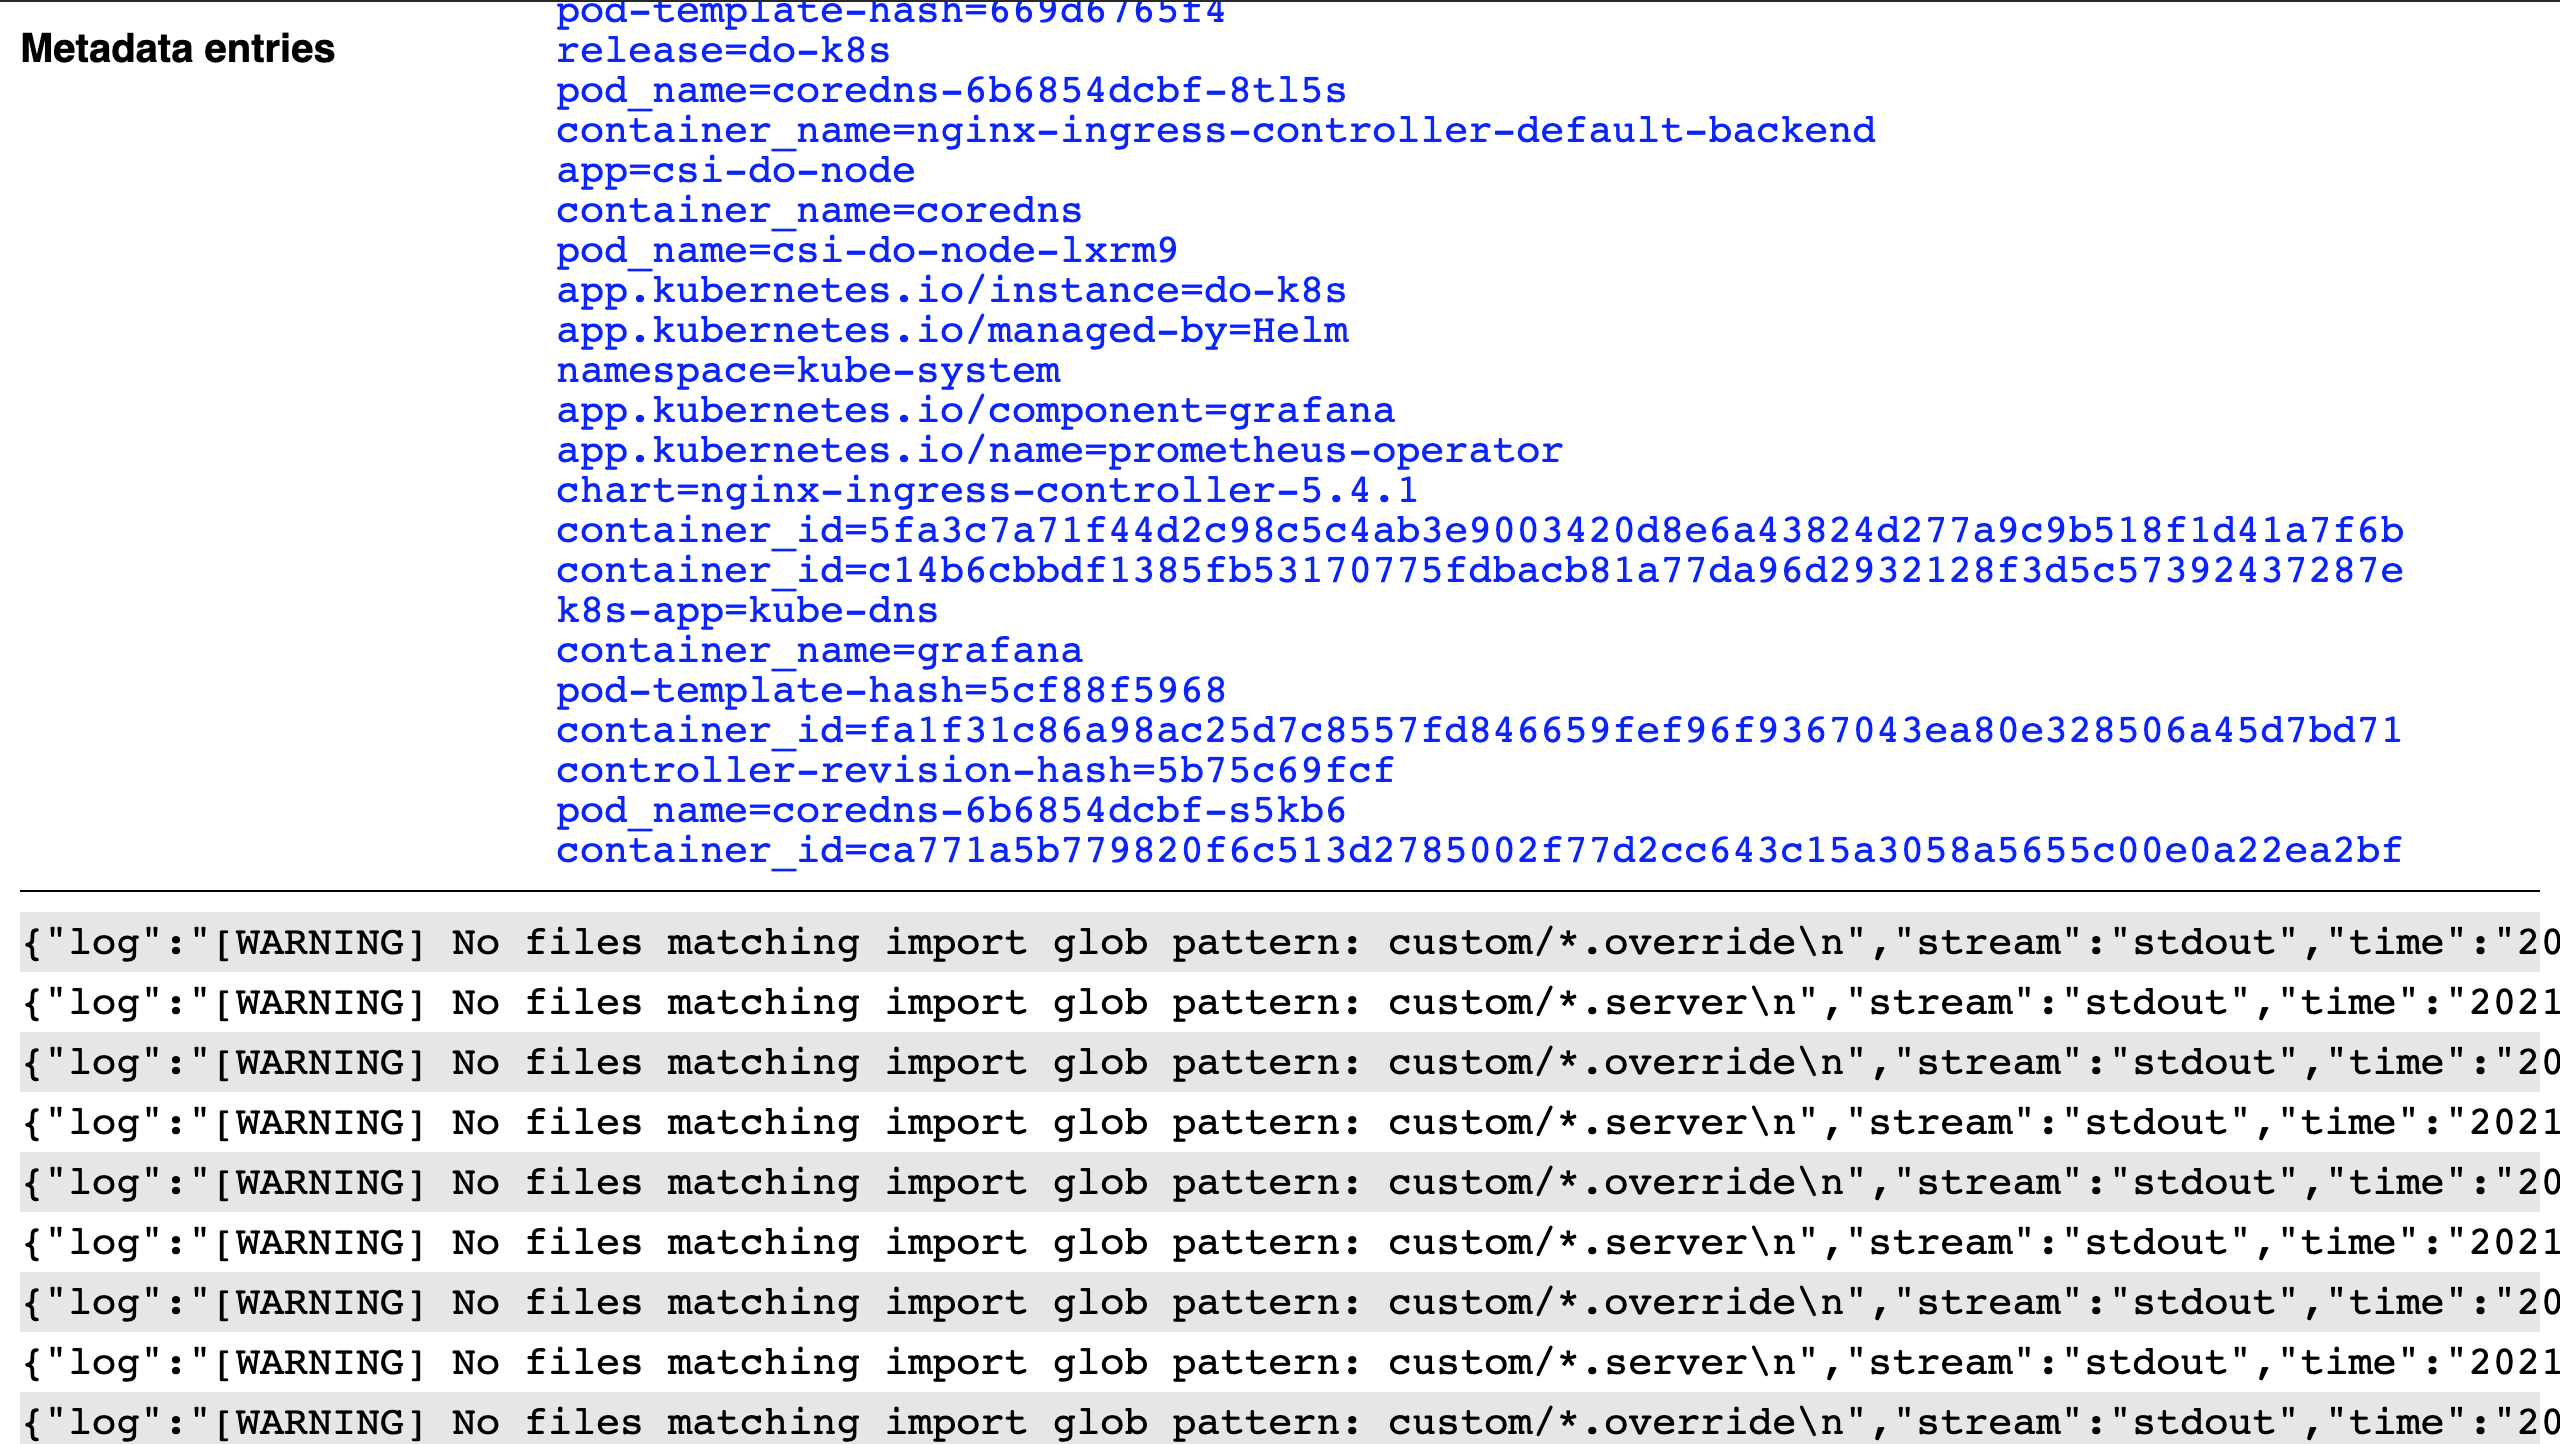 pod-template-hash=669d6765f4
Metadata entries
release=do-k8s
pod_name=coredns-6b6854dcbf-8tl5s
container_name=nginx-ingress-controller-default-backend
app=csi-do-node
container_name=coredns
pod_name=csi-do-node-lxrm9
app.kubernetes.io/instance=do-k8s
app.kubernetes.io/managed-by=Helm
namespace=kube-system
app.kubernetes.io/component=grafana
app.kubernetes.io/name=prometheus-operator
chart=nginx-ingress-controller-5.4.1
container_id=5fa3c7a71f44d2c98c5c4ab3e9003420d8e6a43824d277a9c9b518f1d41a7f6b
container_id=c14b6cbbdf1385fb53170775fdbacb81a77da96d2932128f3d5c57392437287e
k8s-app=kube-dns
container_name=grafana
pod-template-hash=5cf88f5968
container_id=fa1f31c86a98ac25d7c8557fd846659fef96f9367043ea80e328506a45d7bd71
controller-revision-hash=5b75c69fcf
pod_name=coredns-6b6854dcbf-s5kb6
container_id=ca771a5b779820f6c513d2785002f77d2cc643c15a3058a5655c00e0a22ea2bf
{"log":"[WARNING] No files matching import glob pattern: custom/*.override\n","stream":"stdout","time":"20
{"log":"[WARNING] No files matching import glob pattern: custom/*.server\n","stream":"stdout","time":"2021
{"log":"[WARNING] No files matching import glob pattern: custom/*.override\n","stream":"stdout","time":"20
{"log":"[WARNING] No files matching import glob pattern: custom/*.server\n","stream":"stdout","time":"2021
{"log":"[WARNING] No files matching import glob pattern: custom/*.override\n","stream":"stdout","time":"20
{"log":"[WARNING] No files matching import glob pattern: custom/*.server\n","stream":"stdout","time":"2021
{"log":"[WARNING] No files matching import glob pattern: custom/*.override\n","stream":"stdout","time":"20
{"log":"[WARNING] No files matching import glob pattern: custom/*.server\n","stream":"stdout","time":"2021
{"log":"[WARNING] No files matching import glob pattern: custom/*.override\n","stream":"stdout","time":"20